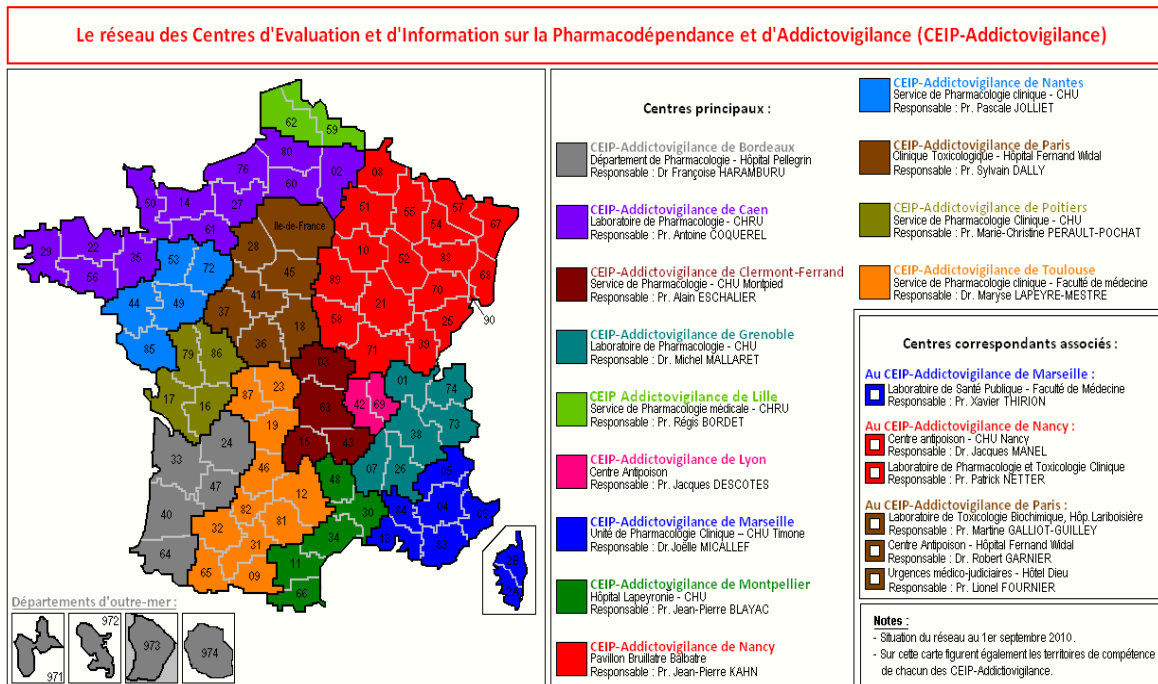 Le réseau des Centres d'Evaluation et d'Information sur la Pharmacodépendance et d'Addictovigilance (CEIP-Addictovigilance)
62
59
80
02
76
60
08
50
14
27
61
51
55
57
54
67
Ile-de-France
28
29
22
35
56
53
72
45
10
52
88
68
89
70
44
49
41
37
21
58
25
90
18
36
39
71
85
79
86
03
01
74
17
16
87
23
63
42
69
73
19
38
15
43
24
33
47
46
48
07
26
05
12
40
82
30
84
04
32
81
34
13
83
64
31
11
65
09
66
2B
2A
Départements d'outre-mer :
971
972
973
974
Centres principaux :
CEIP-Addictovigilance de Bordeaux
Département de Pharmacologie - Hôpital Pellegrin
Responsable : Dr Françoise HARAMBURU
CEIP-Addictovigilance de Caen
Laboratoire de Pharmacologie - CHRU
Responsable : Pr. Antoine COQUEREL
CEIP-Addictovigilance de Clermont-Ferrand
Service de Pharmacologie - CHU Montpied
Responsable : Pr. Alain ESCHALIER
CEIP-Addictovigilance de Grenoble
Laboratoire de Pharmacologie - CHU
Responsable : Dr. Michel MALLARET
CEIP Addictovigilance de Lille
Service de Pharmacologie médicale - CHRU
Responsable : Pr. Régis BORDET
CEIP-Addictovigilance de Lyon
Centre Antipoison
Responsable : Pr. Jacques DESCOTES
CEIP-Addictovigilance de Marseille
Unité de Pharmacologie Clinique – CHU Timone
Responsable : Dr. Joëlle MICALLEF
CEIP-Addictovigilance de Montpellier
Hôpital Lapeyronie - CHU
Responsable : Pr. Jean-Pierre BLAYAC
CEIP-Addictovigilance de Nancy
Pavillon Bruillatre Balbatre
Responsable : Pr. Jean-Pierre KAHN
CEIP-Addictovigilance de Nantes
Service de Pharmacologie clinique - CHU
Responsable : Pr. Pascale JOLLIET
CEIP-Addictovigilance de Paris
Clinique Toxicologique - Hôpital Fernand Widal
Responsable : Pr. Sylvain DALLY
CEIP-Addictovigilance de Poitiers
Service de Pharmacologie Clinique - CHU
Responsable : Pr. Marie-Christine PERAULT-POCHAT
CEIP-Addictovigilance de Toulouse
Service de Pharmacologie clinique - Faculté de médecine
Responsable : Dr. Maryse LAPEYRE-MESTRE
Centres correspondants associés :
Au CEIP-Addictovigilance de Marseille :
Laboratoire de Santé Publique - Faculté de Médecine
Responsable : Pr. Xavier THIRION
Au CEIP-Addictovigilance de Nancy :
Centre antipoison - CHU Nancy
Responsable : Dr. Jacques MANEL
Laboratoire de Pharmacologie et Toxicologie Clinique
Responsable : Pr. Patrick NETTER
Au CEIP-Addictovigilance de Paris :
Laboratoire de Toxicologie Biochimique, Hôp. Lariboisière
Responsable : Pr. Martine GALLIOT-GUILLEY
Centre Antipoison - Hôpital Fernand Widal
Responsable : Dr. Robert GARNIER
Urgences médico-judiciaires - Hôtel Dieu
Responsable : Pr. Lionel FOURNIER
Notes :
- Situation du réseau au 1er septembre 2010.
- Sur cette carte figurent également les territoires de compétence
de chacun des CEIP-Addictovigilance.